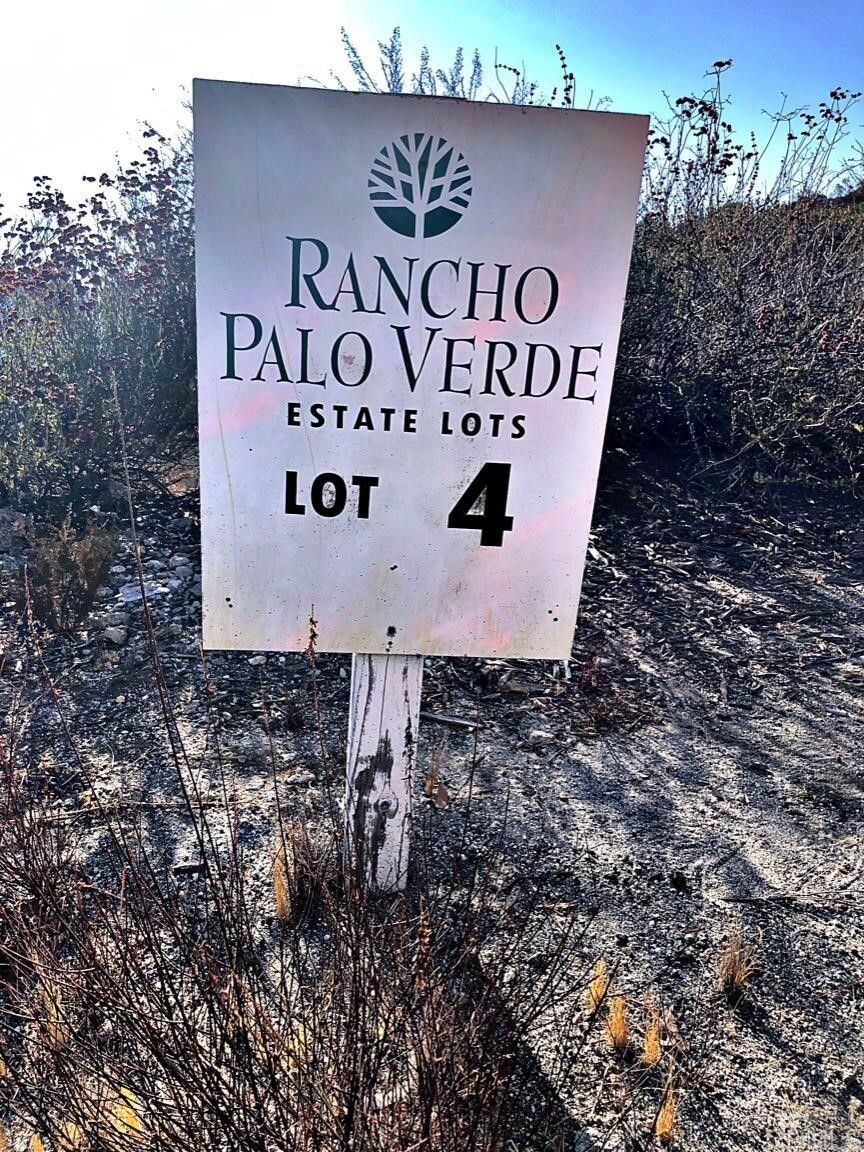 RANCHO
PALO VERDE
ESTATE LOTS
LOT 4